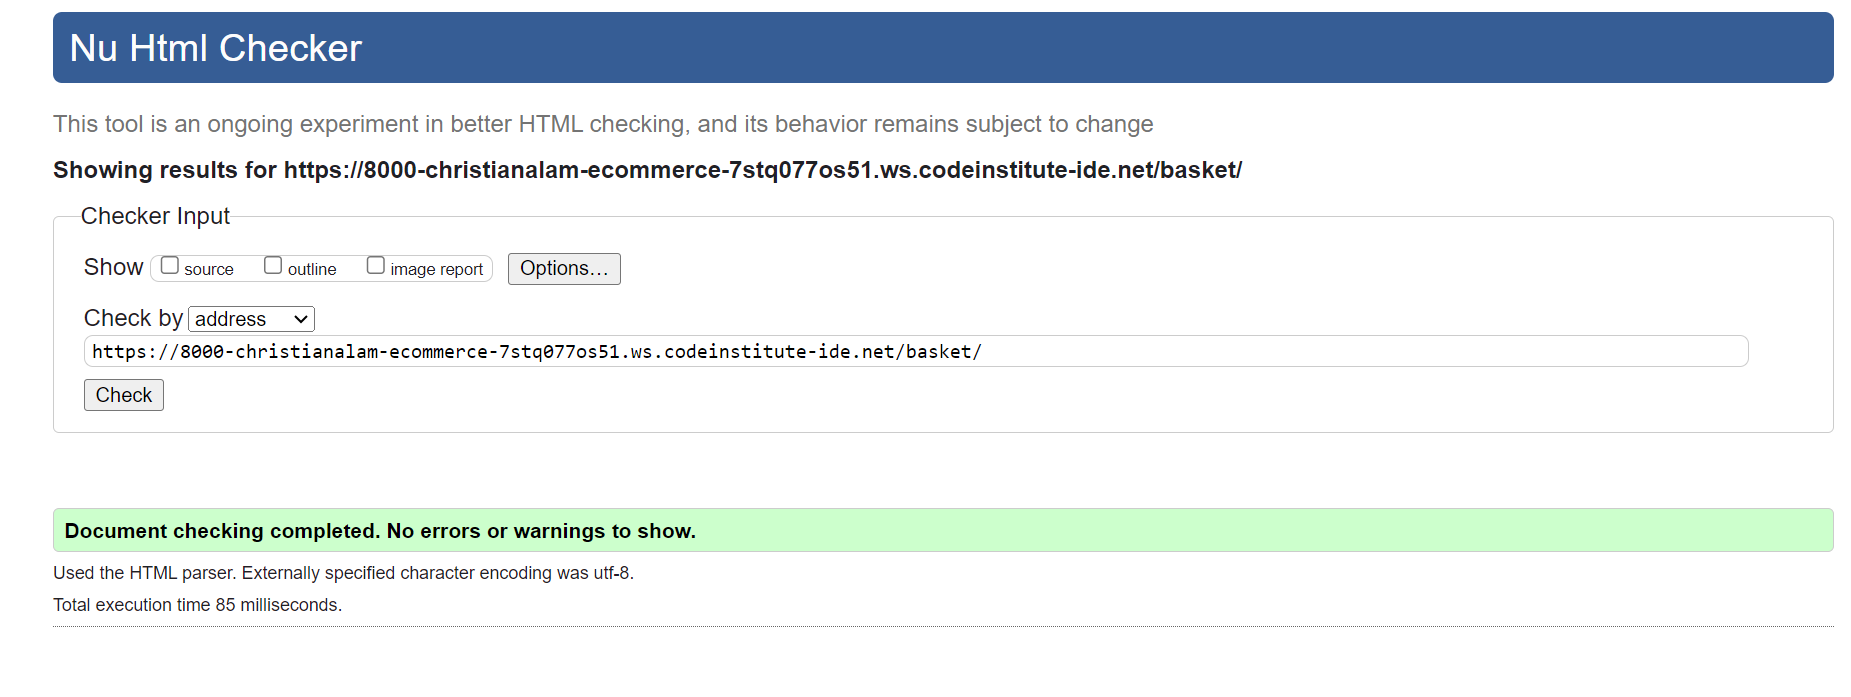 Nu Html Checker
This tool is an ongoing experiment in better HTML checking, and its behavior remains subject to change
Showing results for https://8000-christianalam-ecommerce-7stq077os51.ws.codeinstitute-ide.net/basket/
Checker Input
Show source outline image report Options...
Check by address
https://8000-christianalam-ecommerce-7stq077os51.ws.codeinstitute-ide.net/basket/
Check
Document checking completed. No errors or warnings to show.
Used the HTML parser. Externally specified character encoding was utf-8.
Total execution time 85 milliseconds.